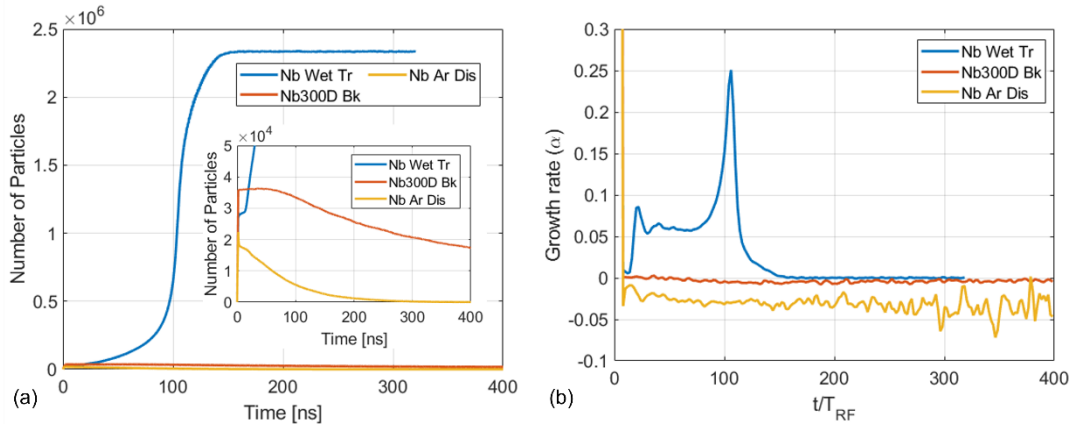 ×10⁶
2.5
2
1.5
1
0.5
0
Number of Particles
Nb Wet Tr
Nb Ar Dis
Nb300D Bk
×10⁴
5
4
3
2
1
0
Number of Particles
Nb Wet Tr
Nb300D Bk
Nb Ar Dis
0 100 200 300 400
Time [ns]
0 100 200 300 400
Time [ns]
(a)
0.3
0.25
0.2
0.15
0.1
0.05
0
-0.05
-0.1
Growth rate (α)
Nb Wet Tr
Nb300D Bk
Nb Ar Dis
0 100 200 300 400
t/T_RF
(b)